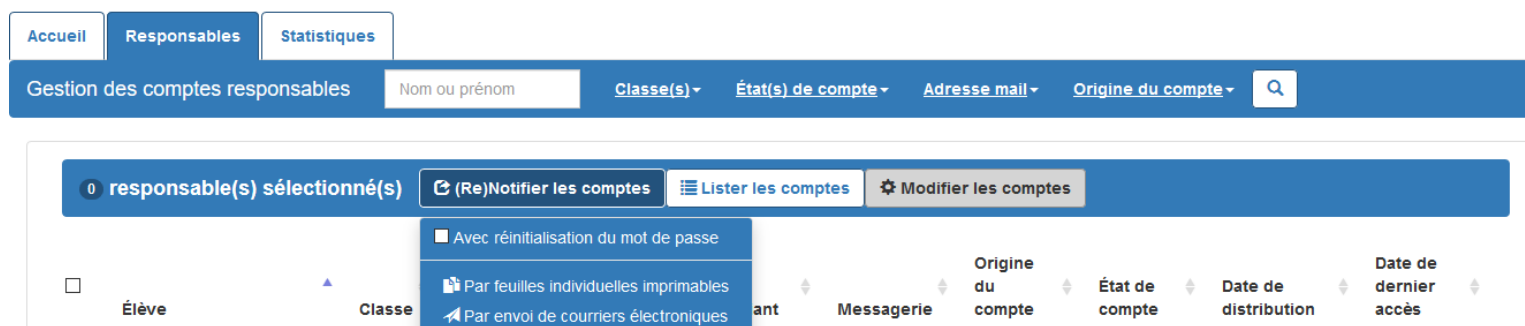 Accueil Responsables Statistiques
Gestion des comptes responsables Nom ou prénom Classe(s) État(s) de compte Adresse mail Origine du compte
0 responsable(s) sélectionné(s) (Re)Notifier les comptes Lister les comptes Modifier les comptes
Avec réinitialisation du mot de passe
Par feuilles individuelles imprimables
Par envoi de courriers électroniques
Élève Classe ant Messagerie
Origine
du
compte
État de
compte
Date de
distribution
Date de
dernier
accès